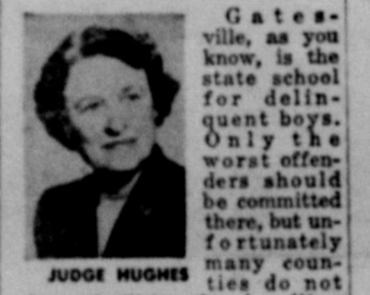 Gates-
ville, as you
know, is the
state school
for delin-
quent boys.
Only the
worst offen-
ders should
be committed
there, but un-
fortunately
many coun-
ties do not
JUDGE HUGHES